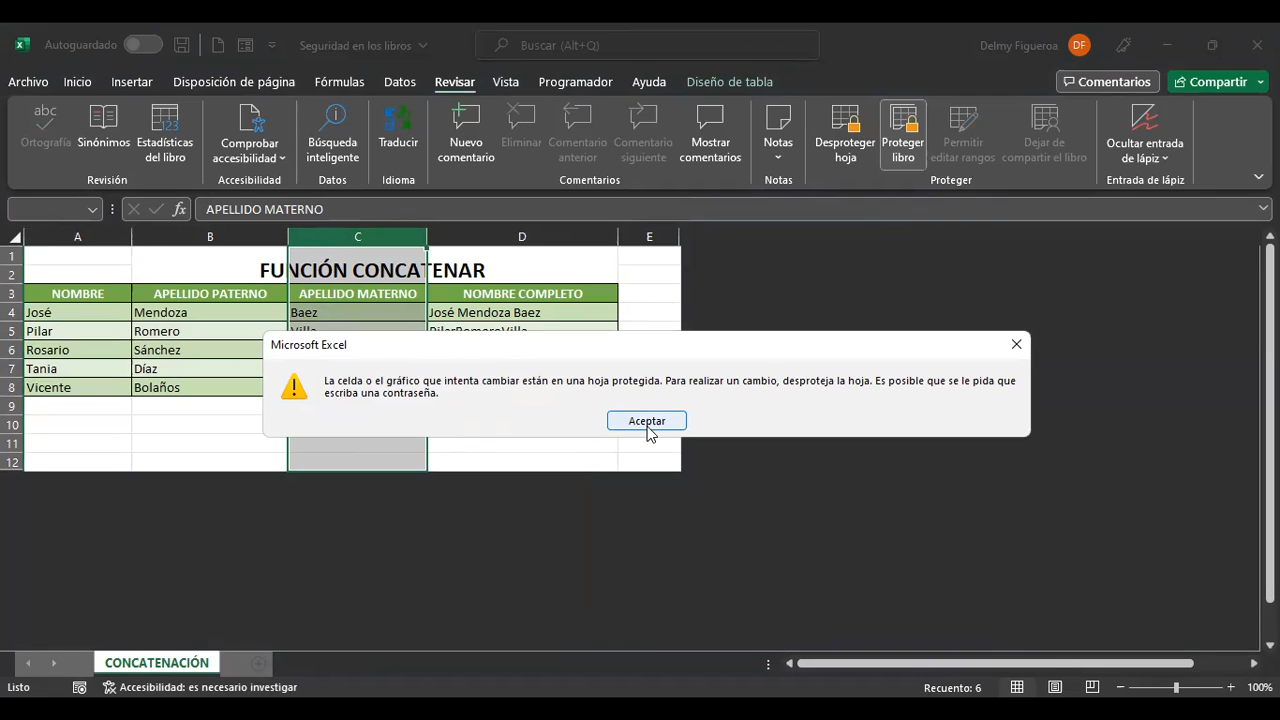 Autoguardado
Seguridad en los libros
Buscar (Alt+Q)
Delmy Figueroa
DF
Archivo
Inicio
Insertar
Disposición de página
Fórmulas
Datos
Revisar
Vista
Programador
Ayuda
Diseño de tabla
Comentarios
Compartir
abc
Ortografía
Sinónimos
123
Estadísticas
del libro
Revisión
Comprobar
accesibilidad
Accesibilidad
Búsqueda
inteligente
Datos
Traducir
Idioma
Nuevo
comentario
Eliminar
Comentario
anterior
Comentario
siguiente
Mostrar
comentarios
Comentarios
Notas
Notas
Desproteger
hoja
Proteger
libro
Permitir
editar rangos
Dejar de
compartir el libro
Proteger
Ocultar entrada
de lápiz
Entrada de lápiz
fx
APELLIDO MATERNO
A B C D E
1
2 FUNCIÓN CONCATENAR
3 NOMBRE APELLIDO PATERNO APELLIDO MATERNO NOMBRE COMPLETO
4 José Mendoza Baez José Mendoza Baez
5 Pilar Romero Villa PilarRomeroVilla
6 Rosario Sánchez
7 Tania Díaz
8 Vicente Bolaños
9
10
11
12
Microsoft Excel
La celda o el gráfico que intenta cambiar están en una hoja protegida. Para realizar un cambio, desproteja la hoja. Es posible que se le pida que
escriba una contraseña.
Aceptar
CONCATENACIÓN
Listo
Accesibilidad: es necesario investigar
Recuento: 6
100%